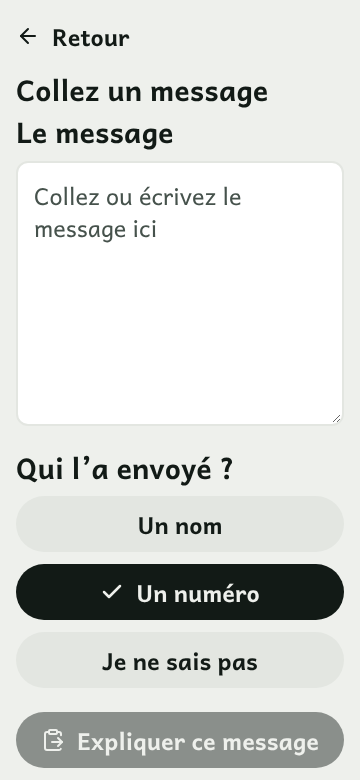 Retour
Collez un message
Le message
Collez ou écrivez le
message ici
Qui l’a envoyé ?
Un nom
Un numéro
Je ne sais pas
Expliquer ce message